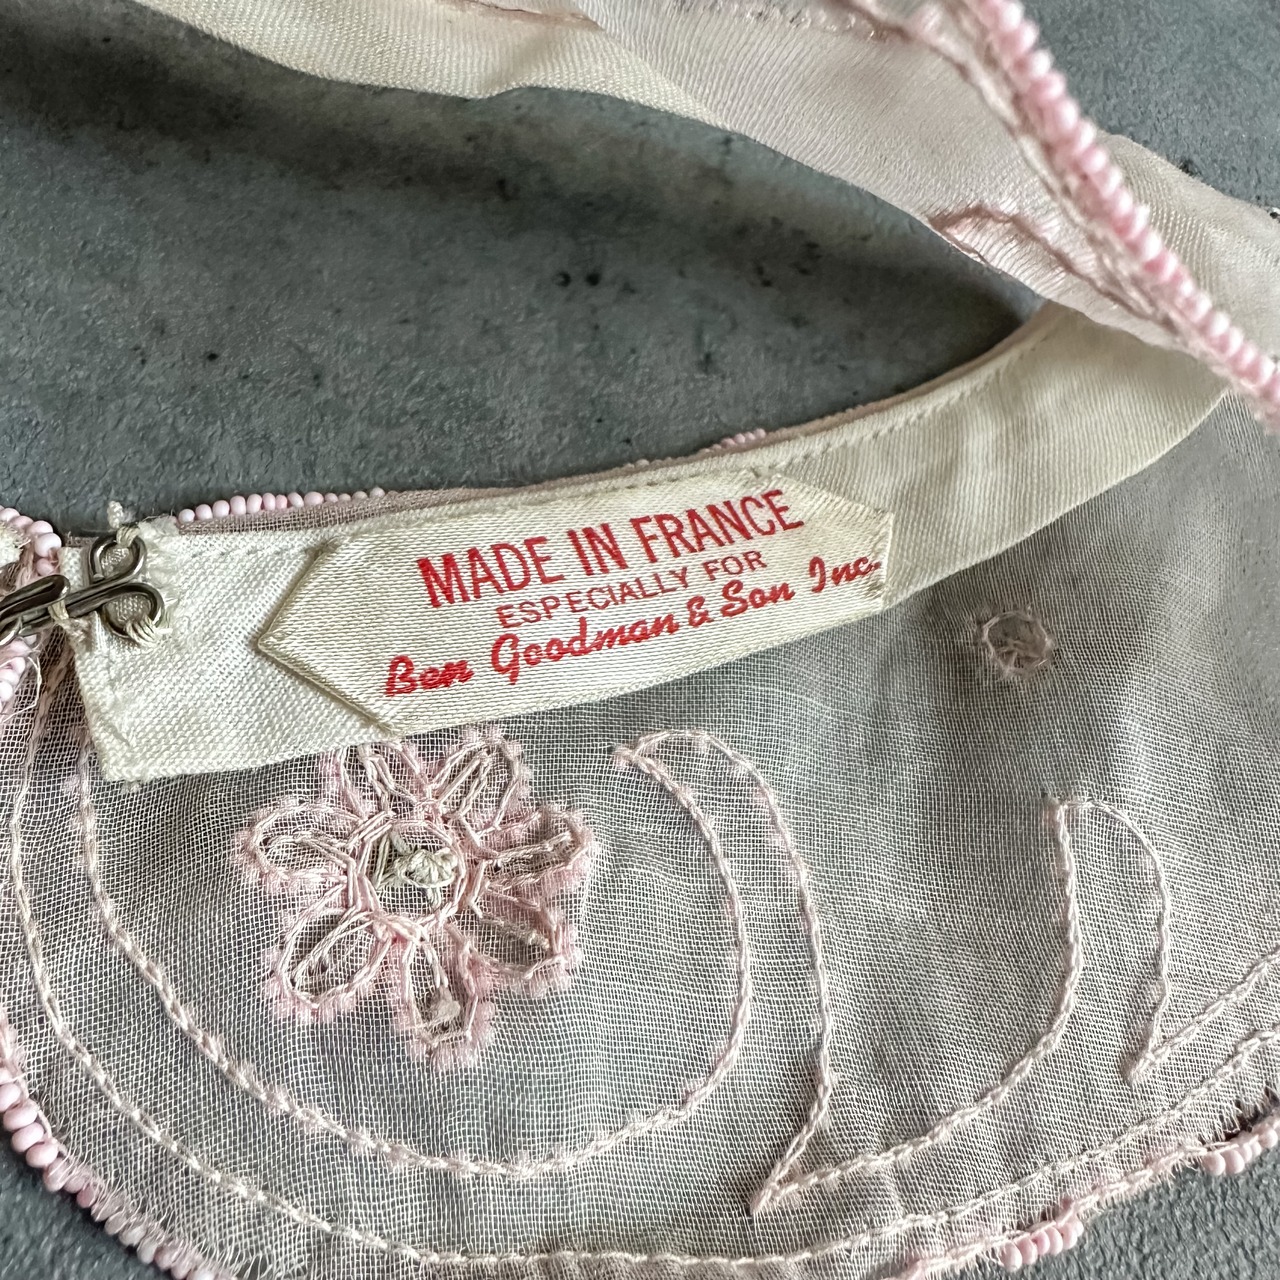 MADE IN FRANCE
ESPECIALLY FOR
Ben Goodman & Son Inc.